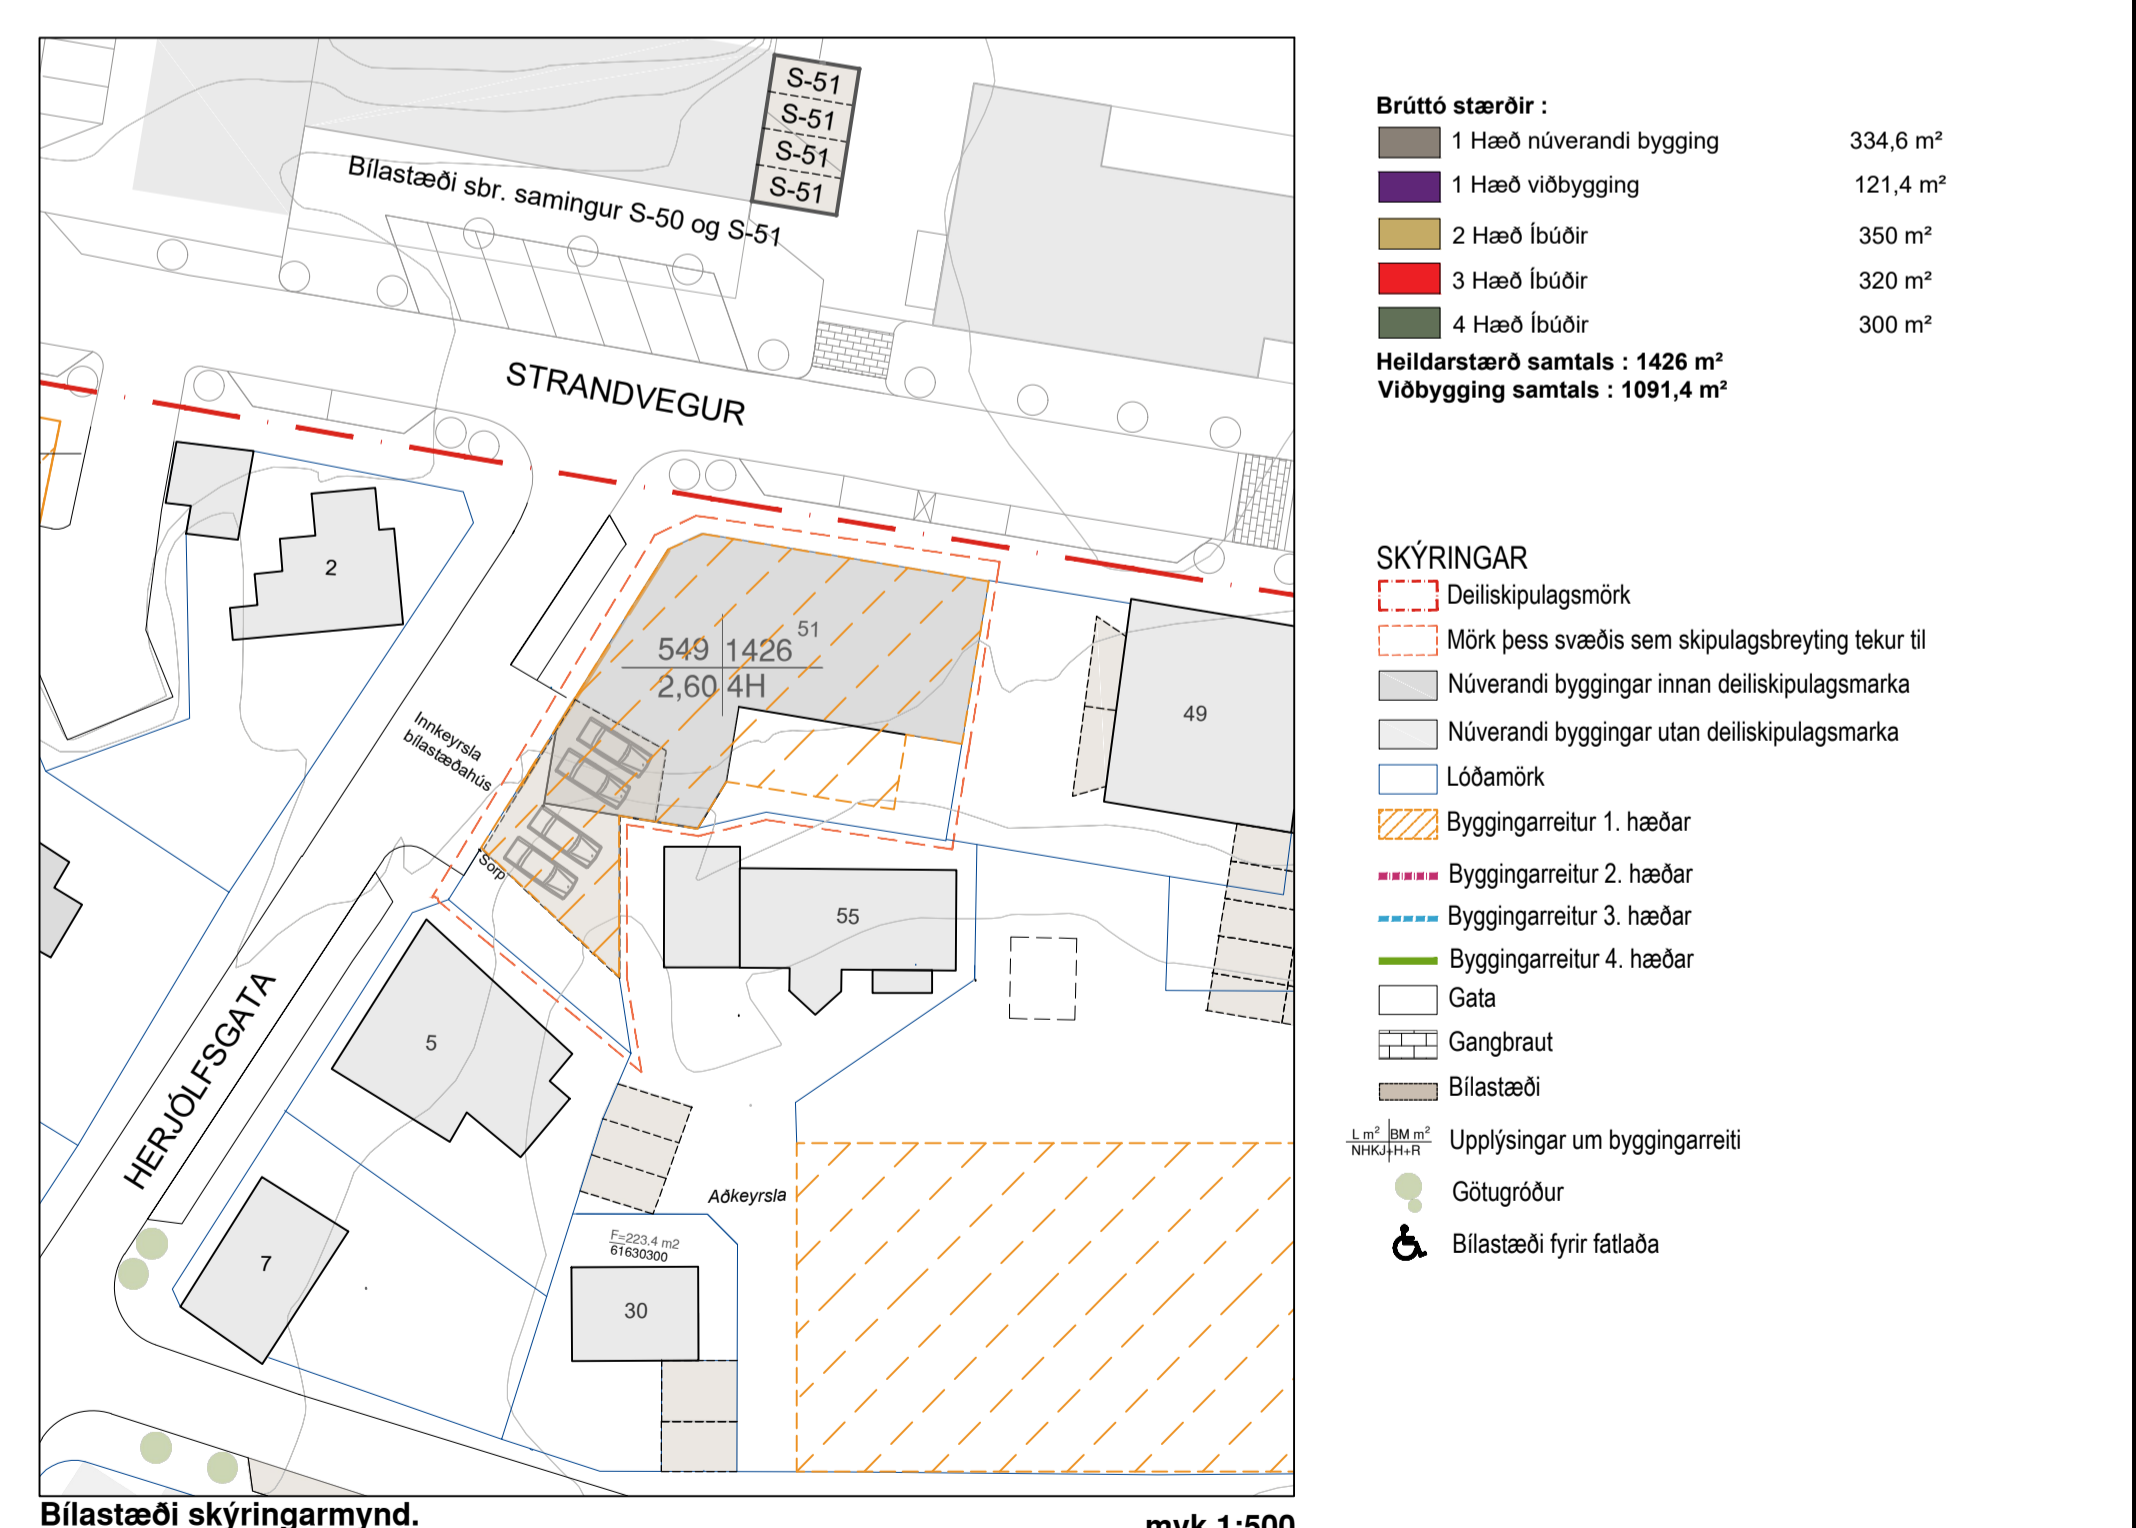 S-51
S-51
S-51
S-51
Bílastæði sbr. samingur S-50 og S-51
STRANDVEGUR
2
51
549 1426
2,60 4H
49
Innkeyrsla
bílastæðahús
Sorp
55
5
HERJÓLFSGATA
7
Aðkeyrsla
F=223.4 m2
61630300
30
Bílastæði skýringarmynd.
mvk 1:500
Brúttó stærðir :
1 Hæð núverandi bygging 334,6 m²
1 Hæð viðbygging 121,4 m²
2 Hæð Íbúðir 350 m²
3 Hæð Íbúðir 320 m²
4 Hæð Íbúðir 300 m²
Heildarstærð samtals : 1426 m²
Viðbygging samtals : 1091,4 m²
SKÝRINGAR
Deiliskipulagsmörk
Mörk þess svæðis sem skipulagsbreyting tekur til
Núverandi byggingar innan deiliskipulagsmarka
Núverandi byggingar utan deiliskipulagsmarka
Lóðamörk
Byggingarreitur 1. hæðar
Byggingarreitur 2. hæðar
Byggingarreitur 3. hæðar
Byggingarreitur 4. hæðar
Gata
Gangbraut
Bílastæði
L m² BM m²
NHKJ H+R
Upplýsingar um byggingarreiti
Götugróður
Bílastæði fyrir fatlaða